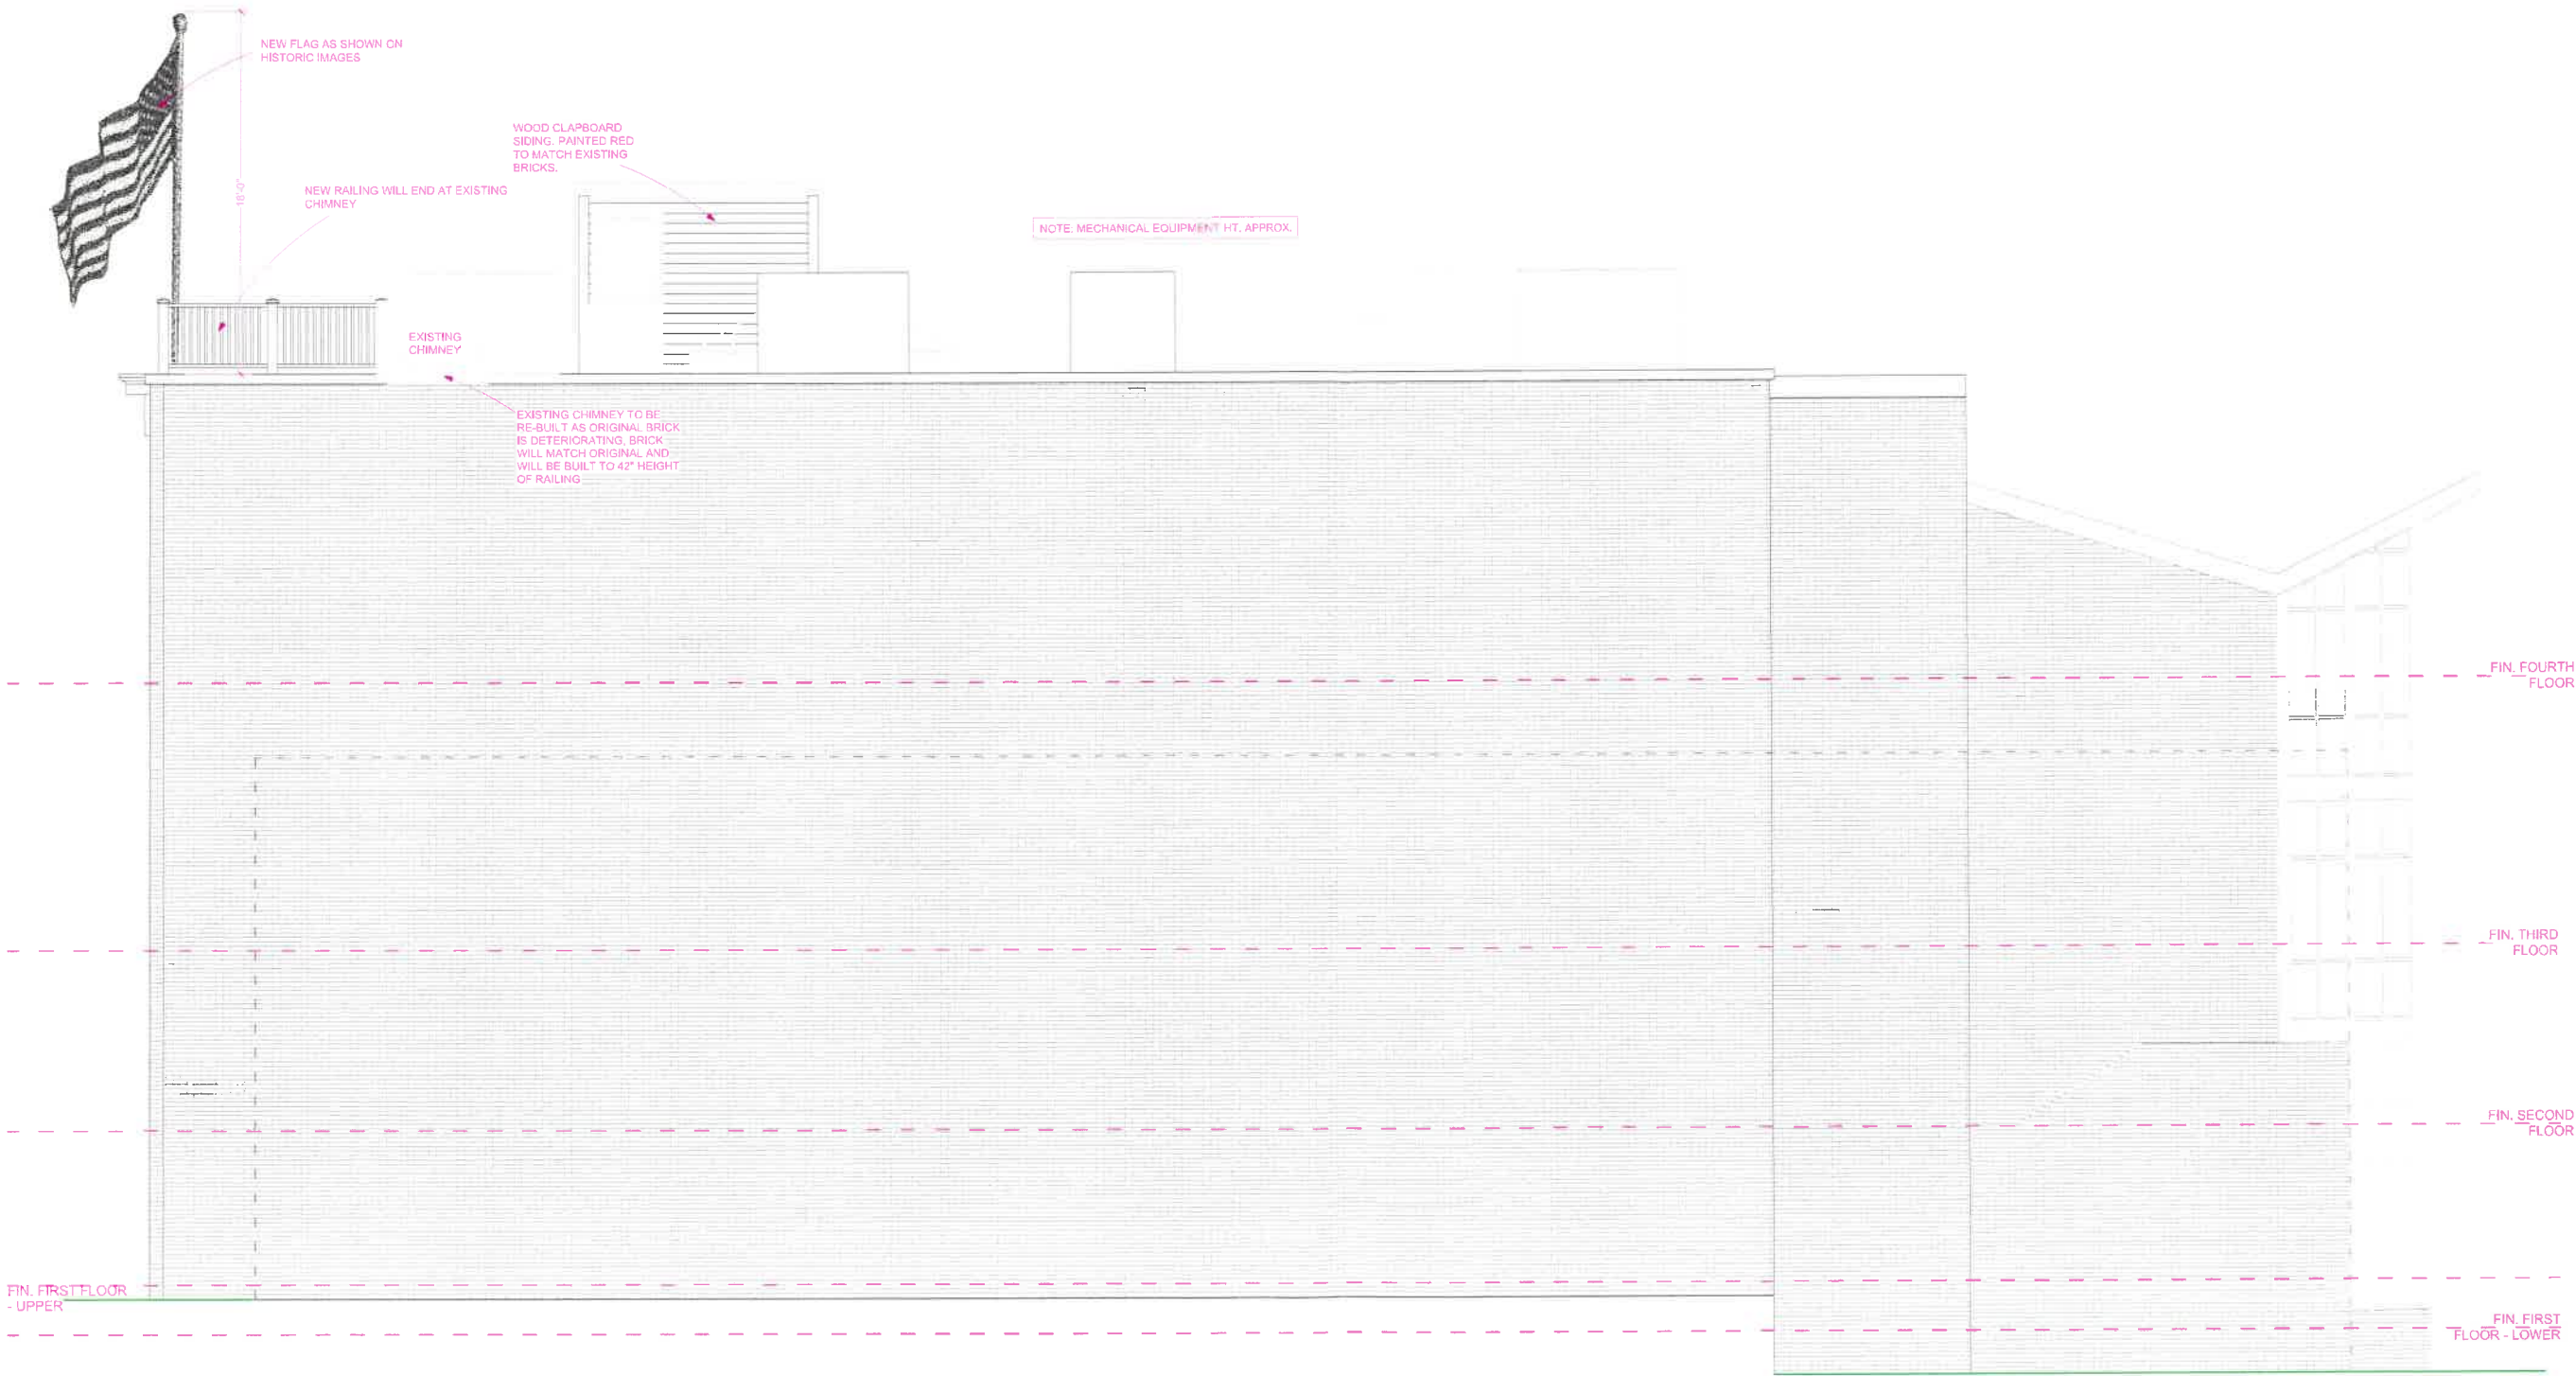 NEW FLAG AS SHOWN ON
HISTORIC IMAGES
WOOD CLAPBOARD
SIDING. PAINTED RED
TO MATCH EXISTING
BRICKS.
16'-0"
NEW RAILING WILL END AT EXISTING
CHIMNEY
NOTE: MECHANICAL EQUIPMENT HT. APPROX.
EXISTING
CHIMNEY
EXISTING CHIMNEY TO BE
RE-BUILT AS ORIGINAL BRICK
IS DETERIORATING, BRICK
WILL MATCH ORIGINAL AND
WILL BE BUILT TO 42" HEIGHT
OF RAILING
FIN. FOURTH
FLOOR
FIN. THIRD
FLOOR
FIN. SECOND
FLOOR
FIN. FIRST FLOOR
- UPPER
FIN. FIRST
FLOOR - LOWER